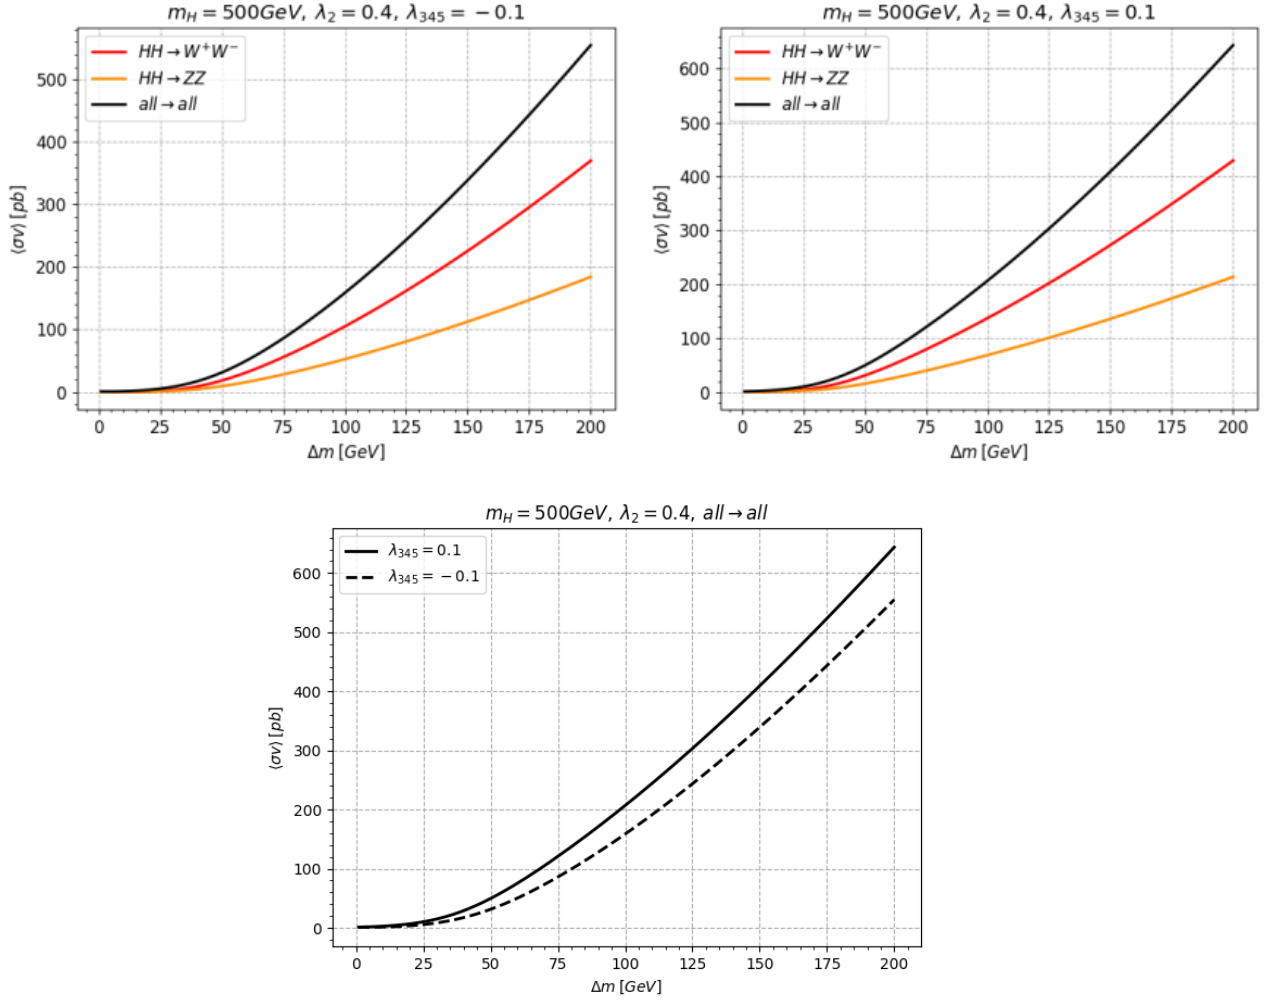 m_H = 500GeV, λ_2 = 0.4, λ_345 = −0.1
HH → W⁺W⁻
HH → ZZ
all → all
500
400
300
200
100
0
⟨σv⟩ [pb]
0 25 50 75 100 125 150 175 200
Δm [GeV]
m_H = 500GeV, λ_2 = 0.4, λ_345 = 0.1
HH → W⁺W⁻
HH → ZZ
all → all
600
500
400
300
200
100
0
⟨σv⟩ [pb]
0 25 50 75 100 125 150 175 200
Δm [GeV]
m_H = 500GeV, λ_2 = 0.4, all → all
λ_345 = 0.1
λ_345 = −0.1
600
500
400
300
200
100
0
⟨σv⟩ [pb]
0 25 50 75 100 125 150 175 200
Δm [GeV]